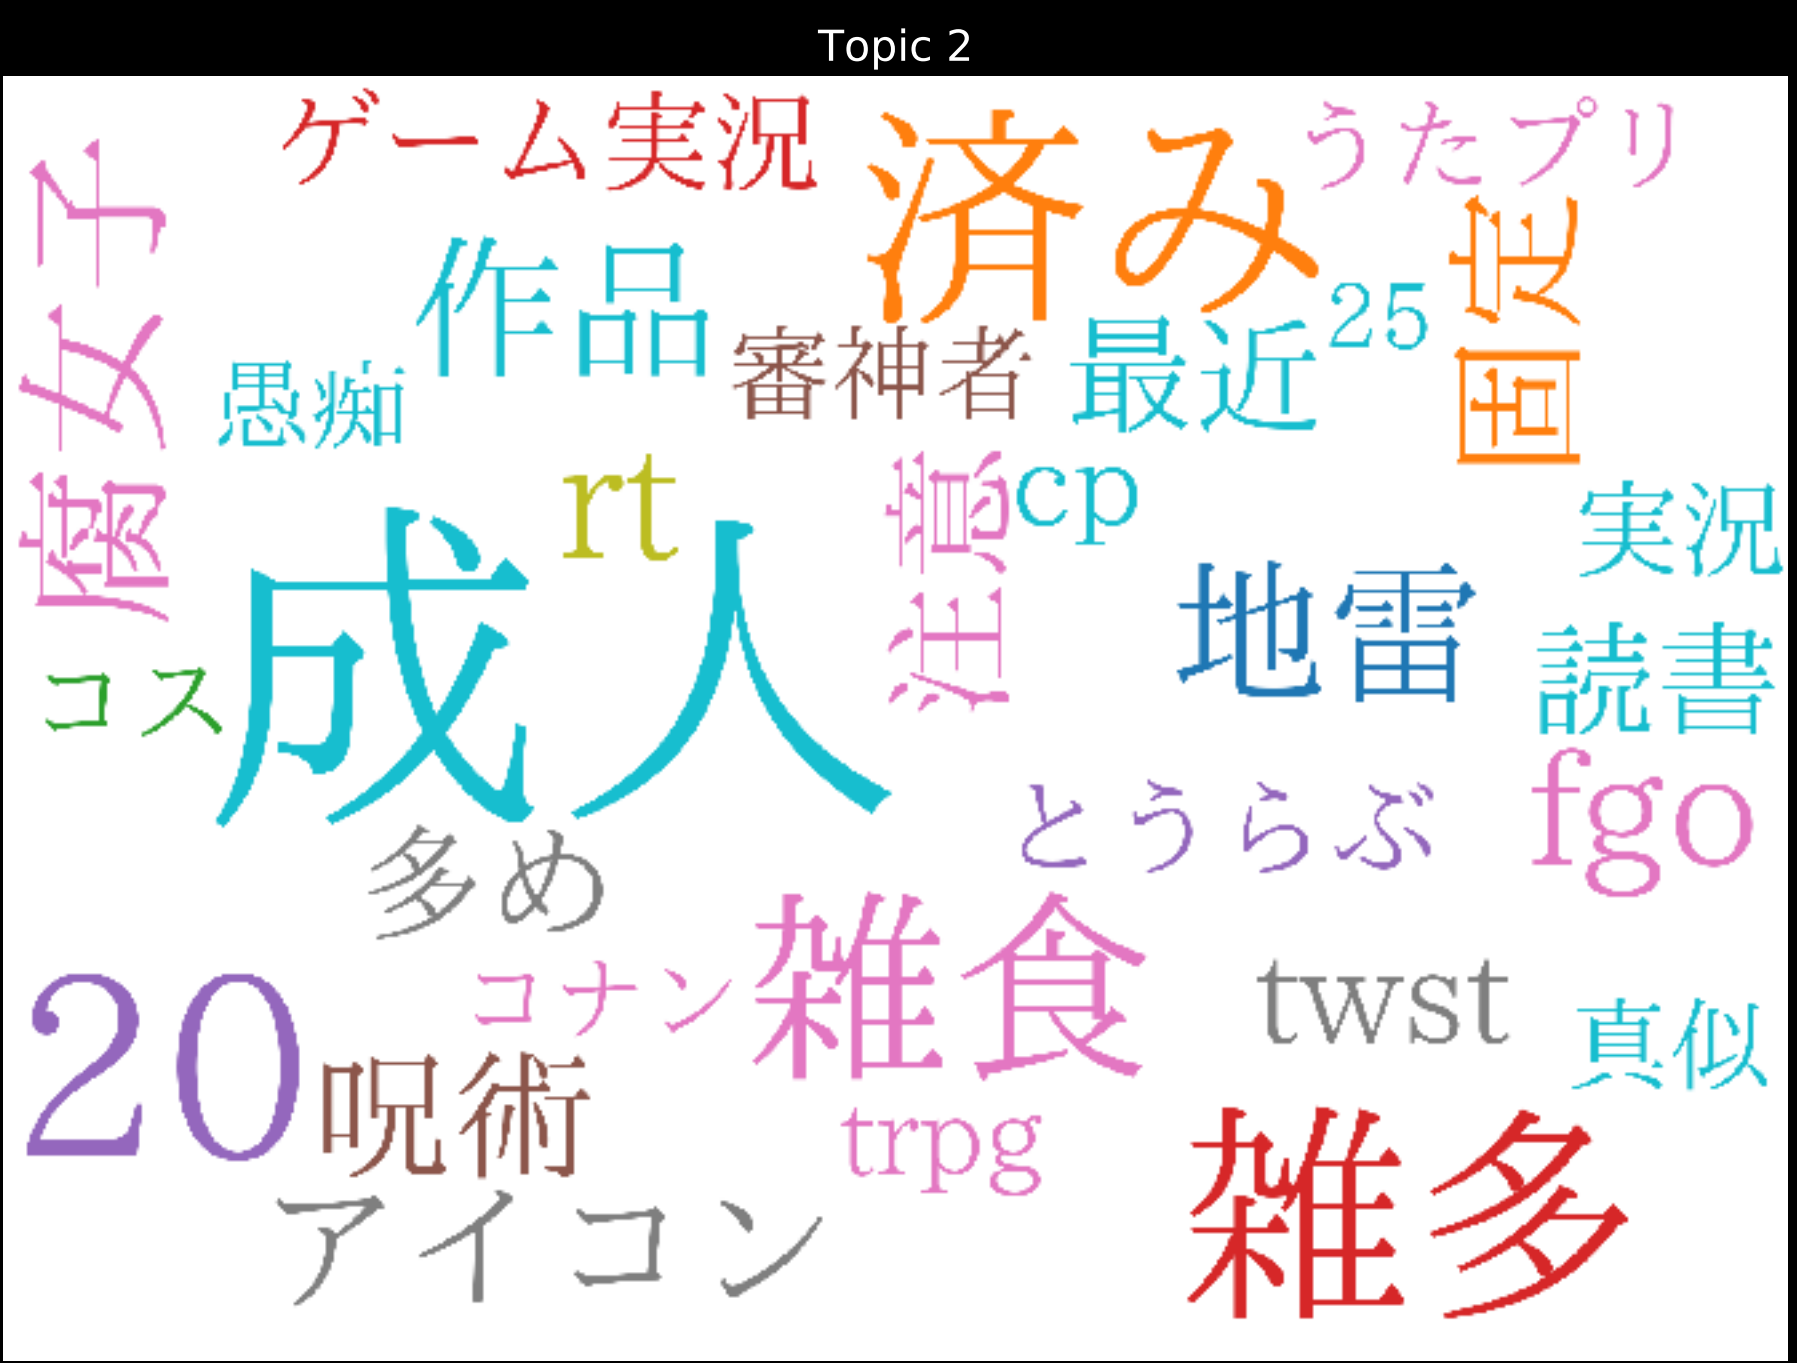 Topic 2
ゲーム実況
済み
うたプリ
腐女子
作品
固定
25
愚痴
審神者
最近
rt
注意
cp
実況
成人
地雷
読書
コス
fgo
とうらぶ
多め
雑食
20
コナン
twst
真似
呪術
trpg
雑多
アイコン